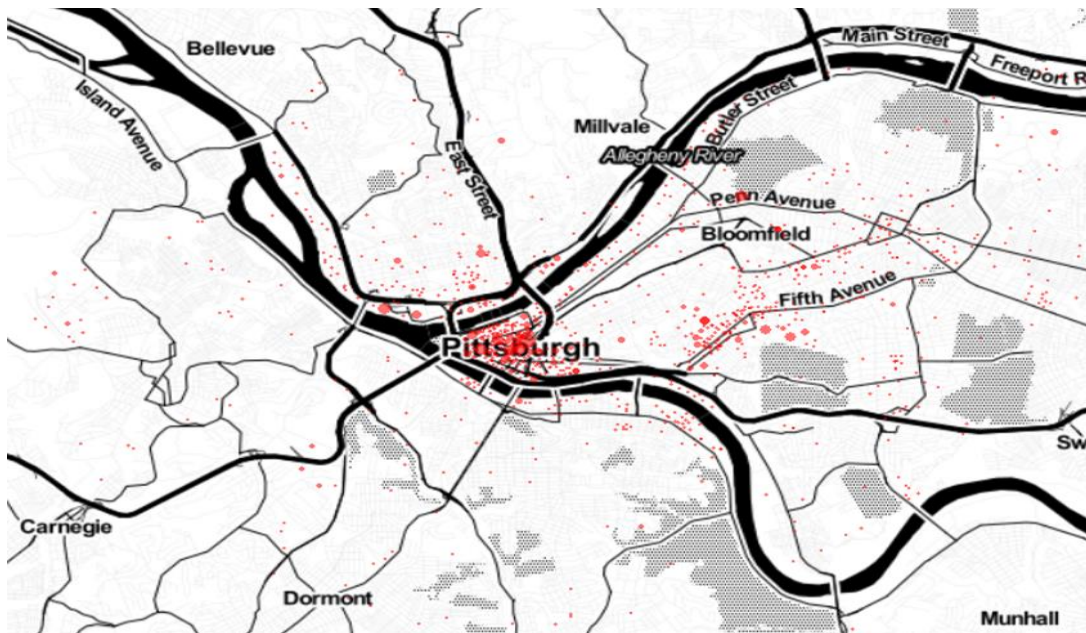 Main Street
Bellevue
Freeport R
Island Avenue
Butler Street
Millvale
Allegheny River
East Street
Penn Avenue
Bloomfield
Fifth Avenue
Pittsburgh
Sw
Carnegie
Dormont
Munhall